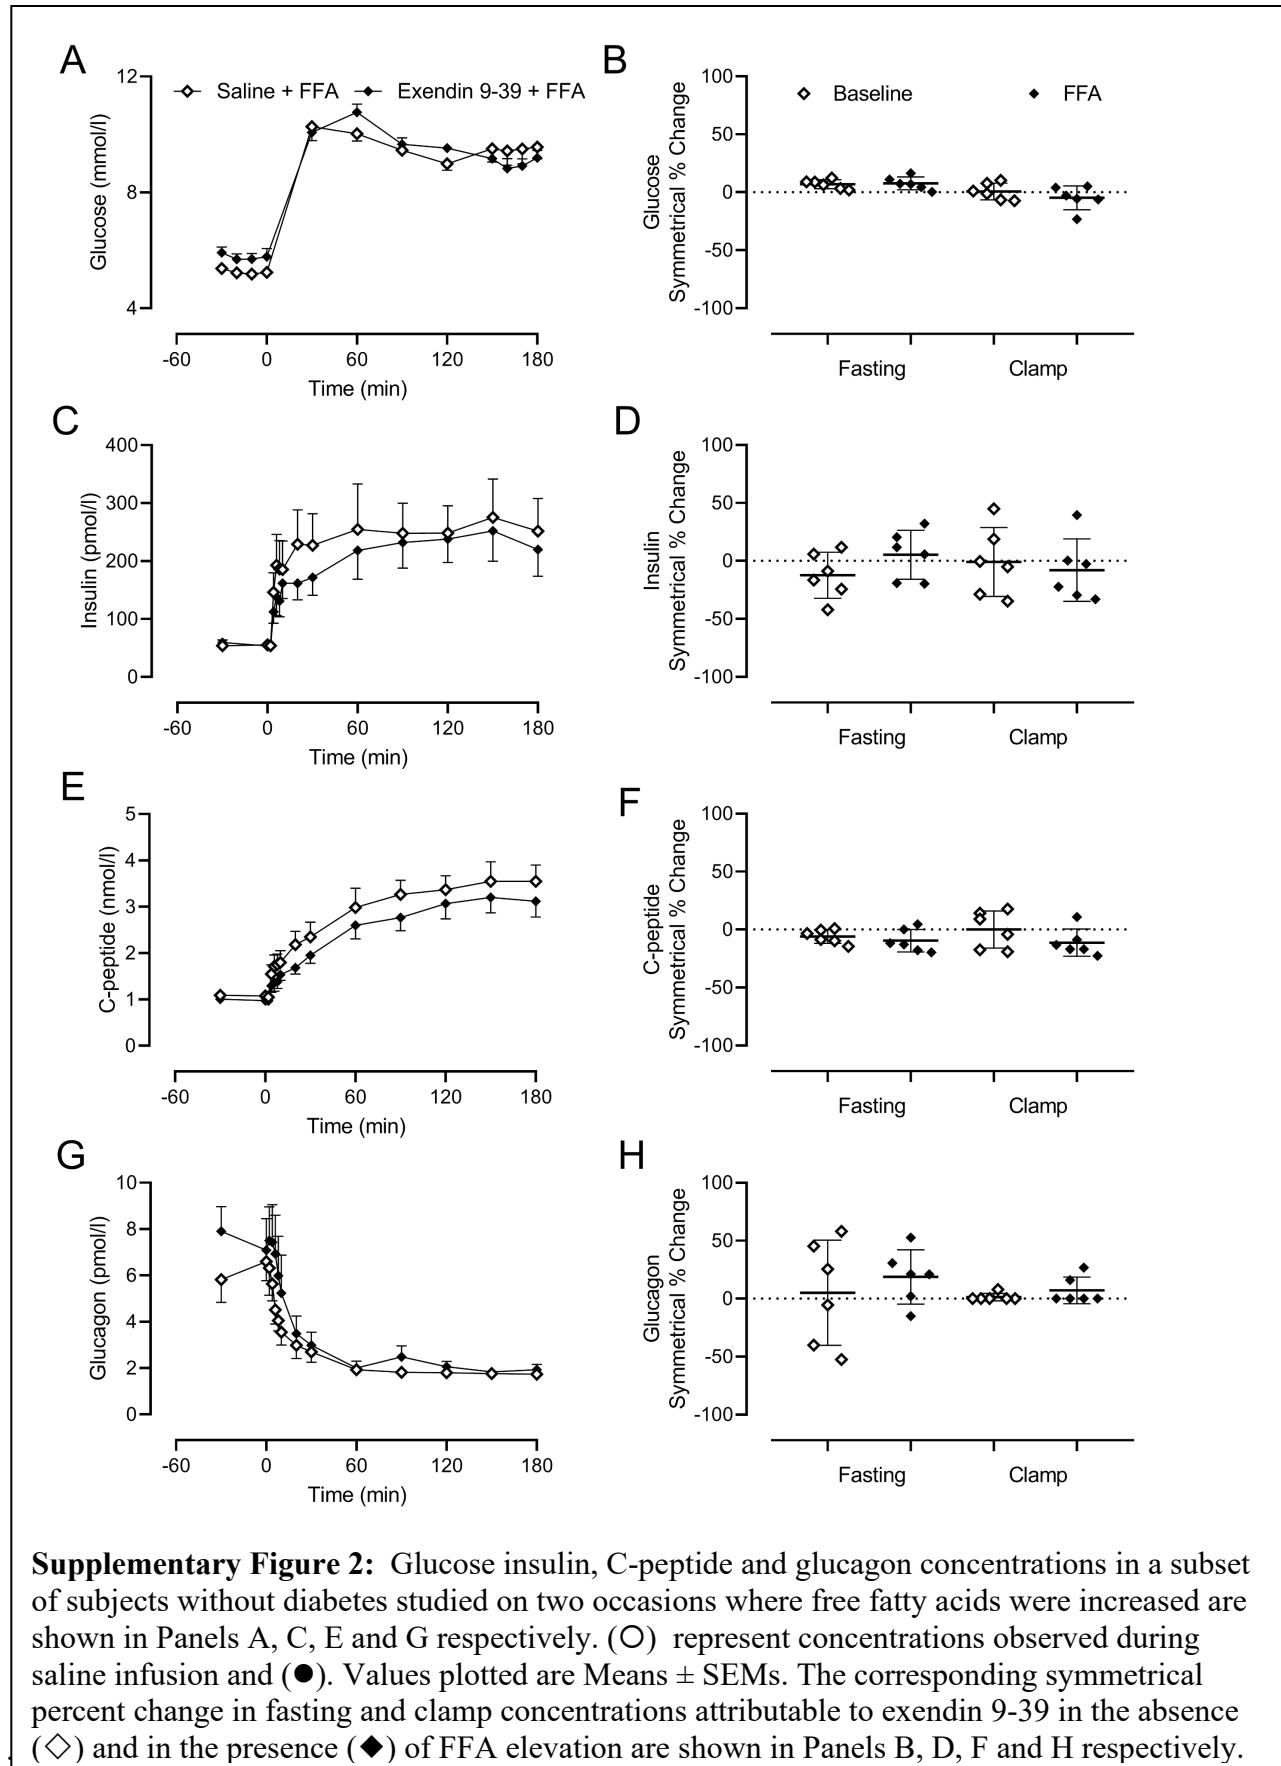 A
12
8
4
Glucose (mmol/l)
Saline + FFA
Exendin 9-39 + FFA
-60 0 60 120 180
Time (min)
B
100
50
0
-50
-100
Glucose
Symmetrical % Change
Baseline
FFA
Fasting Clamp
C
400
300
200
100
0
Insulin (pmol/l)
-60 0 60 120 180
Time (min)
D
100
50
0
-50
-100
Insulin
Symmetrical % Change
Fasting Clamp
E
5
4
3
2
1
0
C-peptide (nmol/l)
-60 0 60 120 180
Time (min)
F
100
50
0
-50
-100
C-peptide
Symmetrical % Change
Fasting Clamp
G
10
8
6
4
2
0
Glucagon (pmol/l)
-60 0 60 120 180
Time (min)
H
100
50
0
-50
-100
Glucagon
Symmetrical % Change
Fasting Clamp
Supplementary Figure 2: Glucose insulin, C-peptide and glucagon concentrations in a subset
of subjects without diabetes studied on two occasions where free fatty acids were increased are
shown in Panels A, C, E and G respectively. (○) represent concentrations observed during
saline infusion and (●). Values plotted are Means ± SEMs. The corresponding symmetrical
percent change in fasting and clamp concentrations attributable to exendin 9-39 in the absence
(◇) and in the presence (◆) of FFA elevation are shown in Panels B, D, F and H respectively.